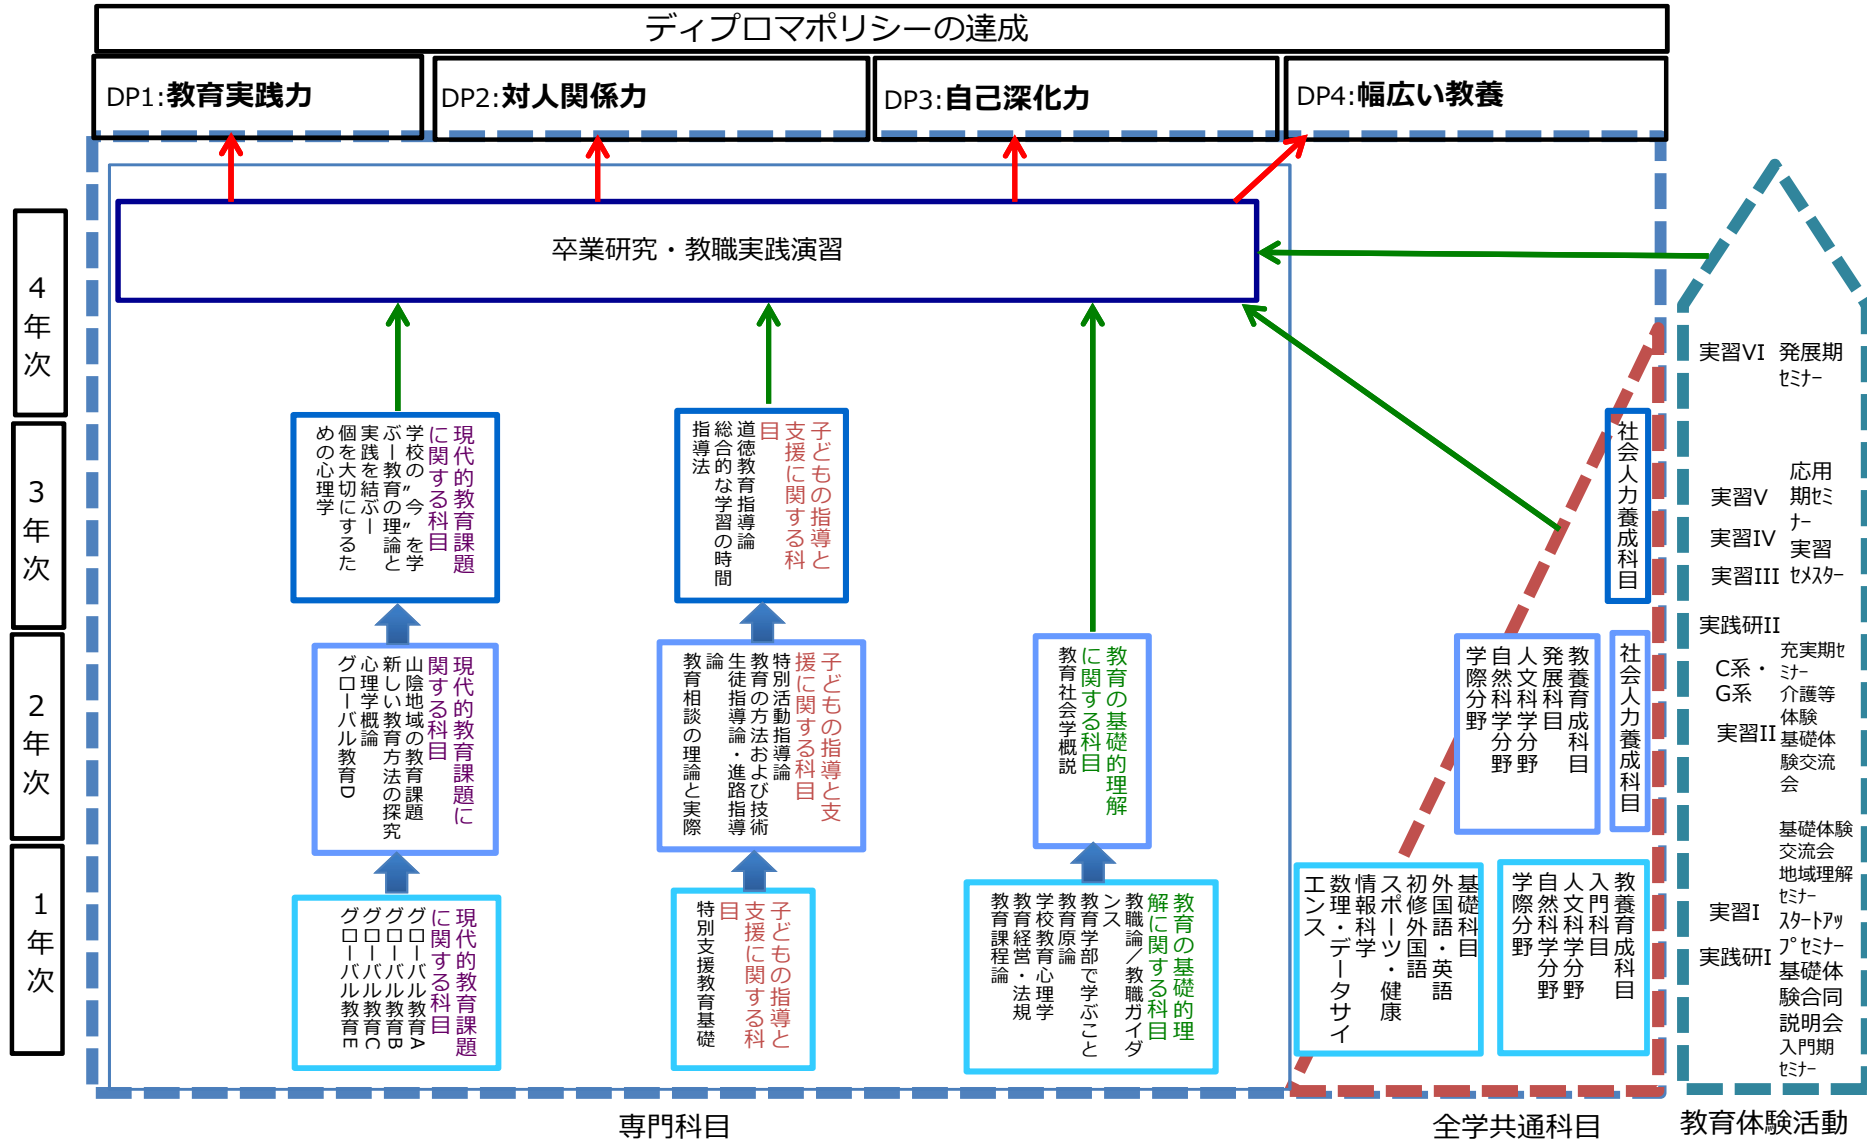 ディプロマポリシーの達成
DP1:教育実践力
DP2:対人関係力
DP3:自己深化力
DP4:幅広い教養
卒業研究・教職実践演習
4
年
次
3
年
次
2
年
次
1
年
次
現代的教育課題
に関する科目
学校の”今”を学
ぶー教育の理論と
実践を結ぶー
個を大切にするた
めの心理学
子どもの指導と
支援に関する科
目
道徳教育指導論
総合的な学習の時間
指導法
社会人力養成科目
現代的教育課題に
関する科目
山陰地域の教育課題
新しい教育方法の探究
心理学概論
グローバル教育D
子どもの指導と支
援に関する科目
特別活動指導論
教育の方法および技術
生徒指導論・進路指導
論
教育相談の理論と実際
教育の基礎的理解
に関する科目
教育社会学概説
教養育成科目
発展科目
人文科学分野
自然科学分野
学際分野
社会人力養成科目
現代的教育課題
に関する科目
グローバル教育A
グローバル教育B
グローバル教育C
グローバル教育E
子どもの指導と
支援に関する科
目
特別支援教育基礎
教育の基礎的理
解に関する科目
教職論／教職ガイダ
ンス
教育学部で学ぶこと
教育原論
学校教育心理学
教育経営・法規
教育課程論
基礎科目
外国語・英語
初修外国語
スポーツ・健康
情報科学
数理・データサイ
エンス
教養育成科目
入門科目
人文科学分野
自然科学分野
学際分野
実習VI
発展期
ｾﾐﾅｰ
実習V
実習IV
実習III
応用
期ｾﾐ
ﾅｰ
実習
ｾﾒｽﾀｰ
実践研II
C系・
G系
実習II
充実期ｾ
ﾐﾅｰ
介護等
体験
基礎体
験交流
会
実習I
実践研I
基礎体験
交流会
地域理解
ｾﾐﾅｰ
ｽﾀｰﾄｱｯ
ﾌﾟｾﾐﾅｰ
基礎体
験合同
説明会
入門期
ｾﾐﾅｰ
専門科目
全学共通科目
教育体験活動